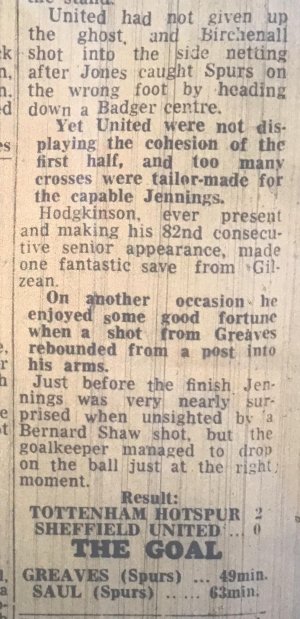 the stand.
United had not given up
the ghost, and Birchenall
shot into the side netting
after Jones caught Spurs on
the wrong foot by heading
down a Badger centre.
Yet United were not dis-
playing the cohesion of the
first half, and too many
crosses were tailor-made for
the capable Jennings.
Hodgkinson, ever present
and making his 82nd consecu-
tive senior appearance, made
one fantastic save from Gil-
zean.
On another occasion he
enjoyed some good fortune
when a shot from Greaves
rebounded from a post into
his arms.
Just before the finish Jen-
nings was very nearly sur-
prised when unsighted by a
Bernard Shaw shot, but the
goalkeeper managed to drop
on the ball just at the right
moment.
Result:
TOTTENHAM HOTSPUR 2
SHEFFIELD UNITED ... 0
THE GOAL
GREAVES (Spurs) ... 49min.
SAUL (Spurs) ...... 63min.